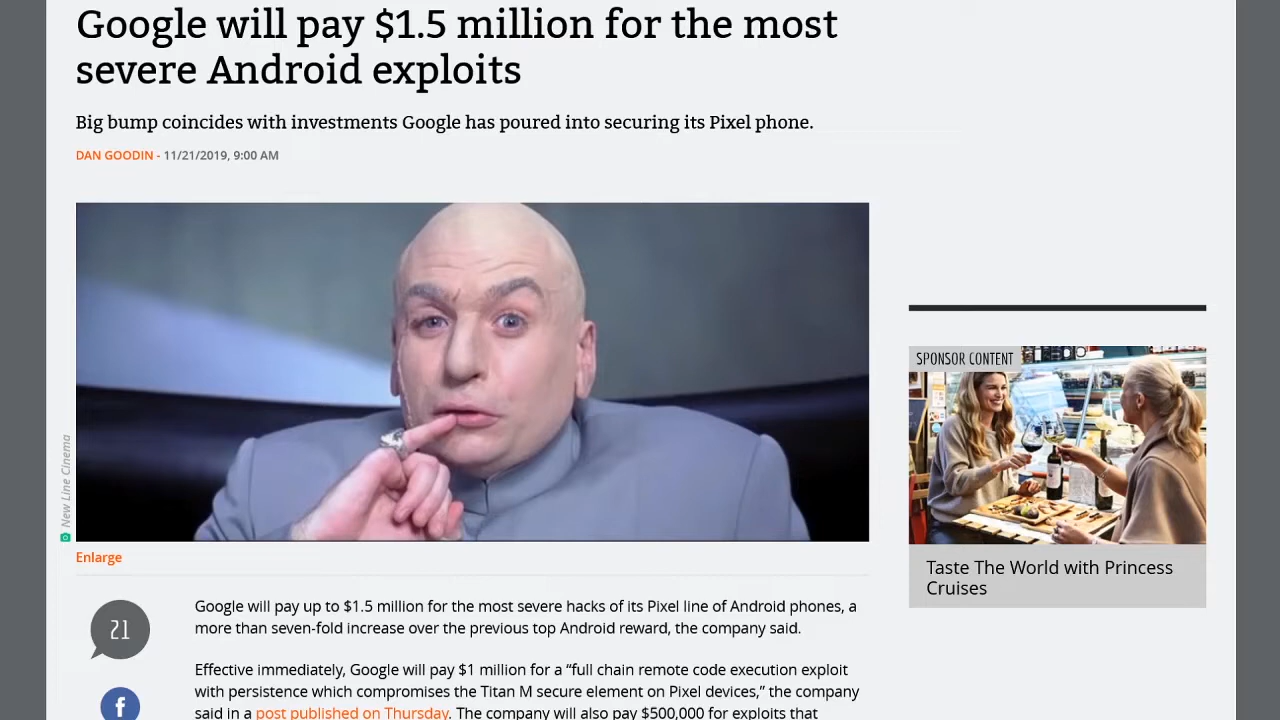 Google will pay $1.5 million for the most
severe Android exploits
Big bump coincides with investments Google has poured into securing its Pixel phone.
DAN GOODIN - 11/21/2019, 9:00 AM
New Line Cinema
Enlarge
SPONSOR CONTENT
Taste The World with Princess
Cruises
21
Google will pay up to $1.5 million for the most severe hacks of its Pixel line of Android phones, a
more than seven-fold increase over the previous top Android reward, the company said.
Effective immediately, Google will pay $1 million for a “full chain remote code execution exploit
with persistence which compromises the Titan M secure element on Pixel devices,” the company
said in a post published on Thursday. The company will also pay $500,000 for exploits that